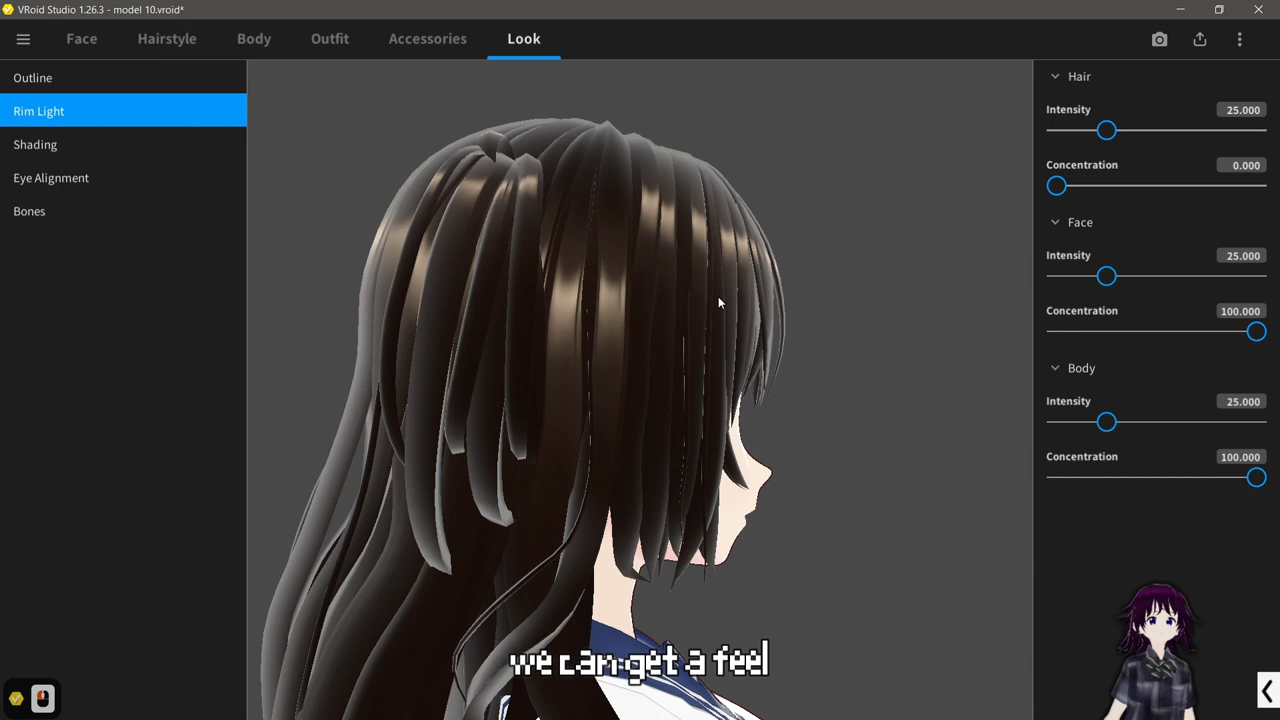 VRoid Studio 1.26.3 - model 10.vroid*
Face
Hairstyle
Body
Outfit
Accessories
Look
Outline
Rim Light
Shading
Eye Alignment
Bones
Hair
Intensity
25.000
Concentration
0.000
Face
Intensity
25.000
Concentration
100.000
Body
Intensity
25.000
Concentration
100.000
we can get a feel